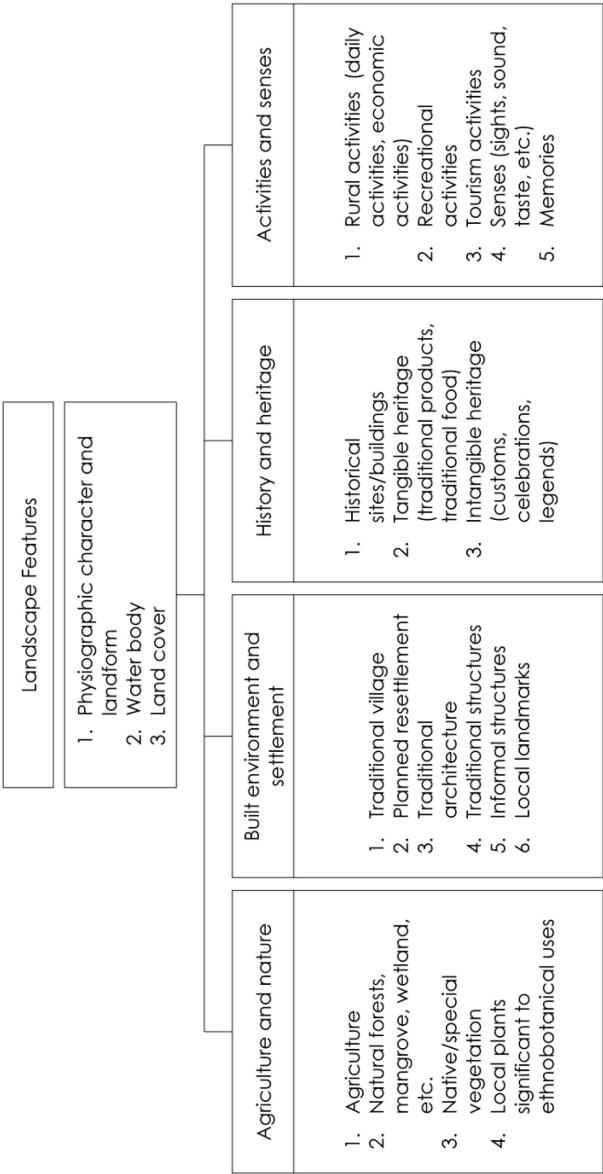 Landscape Features
1. Physiographic character and
landform
2. Water body
3. Land cover
Agriculture and nature
1. Agriculture
2. Natural forests,
mangrove, wetland,
etc.
3. Native/special
vegetation
4. Local plants
significant to
ethnobotanical uses
Built environment and
settlement
1. Traditional village
2. Planned resettlement
3. Traditional
architecture
4. Traditional structures
5. Informal structures
6. Local landmarks
History and heritage
1. Historical
sites/buildings
2. Tangible heritage
(traditional products,
traditional food)
3. Intangible heritage
(customs,
celebrations,
legends)
Activities and senses
1. Rural activities (daily
activities, economic
activities)
2. Recreational
activities
3. Tourism activities
4. Senses (sights, sound,
taste, etc.)
5. Memories